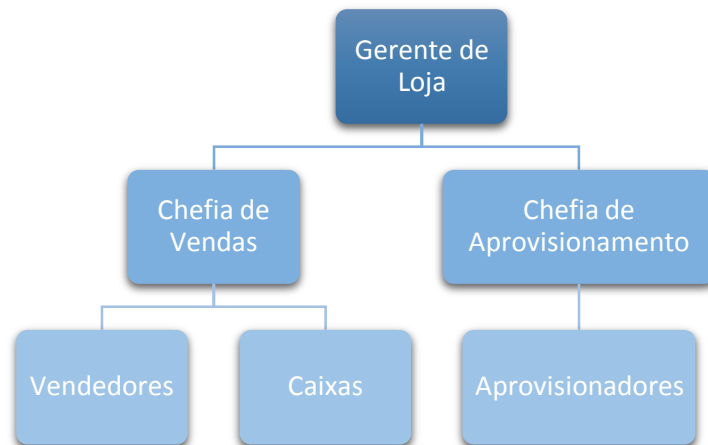 Gerente de
Loja
Chefia de
Vendas
Chefia de
Aprovisionamento
Vendedores
Caixas
Aprovisionadores